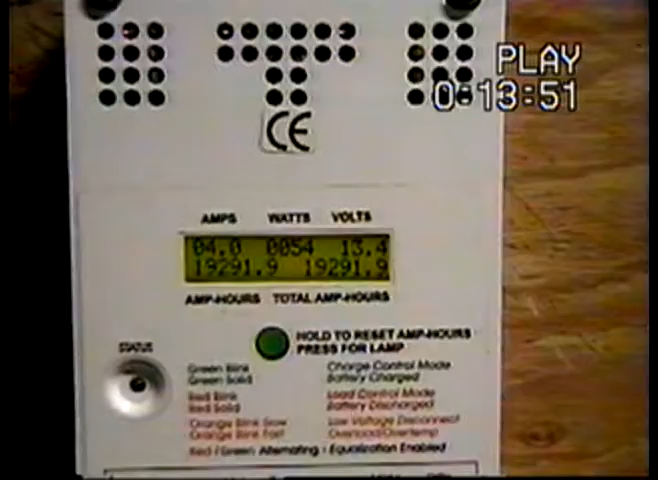 PLAY
0:13:51
CE
AMPS WATTS VOLTS
04.0 0054 13.4
19291.9 19291.9
AMP-HOURS TOTAL AMP-HOURS
HOLD TO RESET AMP-HOURS
PRESS FOR LAMP
STATUS
Green Blink Charge Control Mode
Green Solid Battery Charged
Red Blink Load Control Mode
Red Solid Battery Discharged
Orange Blink Slow Low Voltage Disconnect
Orange Blink Fast Overload/Overtemp
Red / Green Alternating : Equalization Enabled